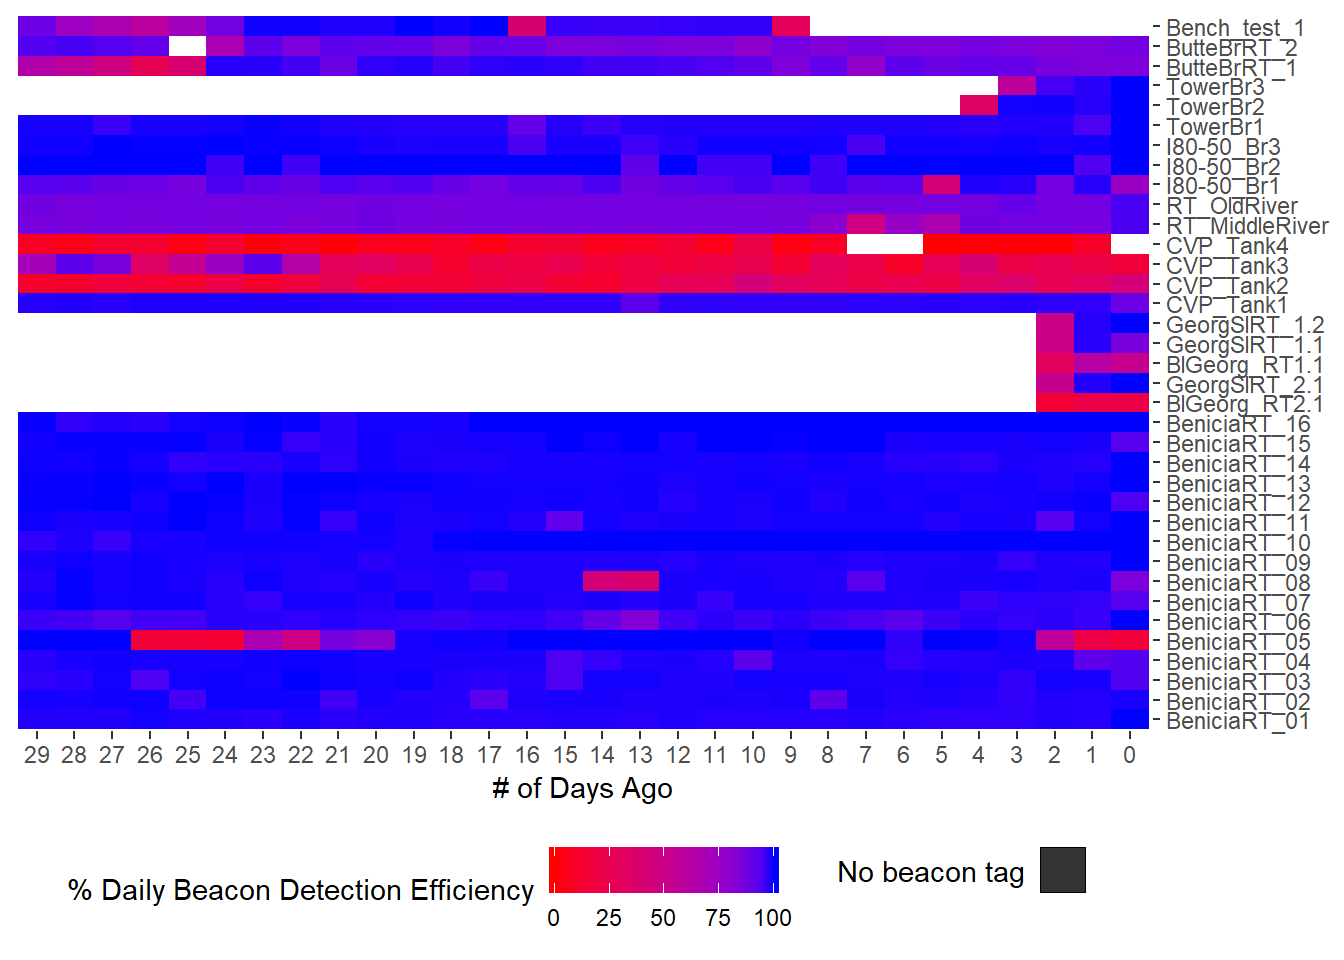 Bench_test_1
ButteBrRT_2
ButteBrRT_1
TowerBr3
TowerBr2
TowerBr1
I80-50_Br3
I80-50_Br2
I80-50_Br1
RT_OldRiver
RT_MiddleRiver
CVP_Tank4
CVP_Tank3
CVP_Tank2
CVP_Tank1
GeorgSlRT_1.2
GeorgSlRT_1.1
BlGeorg_RT1.1
GeorgSlRT_2.1
BlGeorg_RT2.1
BeniciaRT_16
BeniciaRT_15
BeniciaRT_14
BeniciaRT_13
BeniciaRT_12
BeniciaRT_11
BeniciaRT_10
BeniciaRT_09
BeniciaRT_08
BeniciaRT_07
BeniciaRT_06
BeniciaRT_05
BeniciaRT_04
BeniciaRT_03
BeniciaRT_02
BeniciaRT_01
29 28 27 26 25 24 23 22 21 20 19 18 17 16 15 14 13 12 11 10 9 8 7 6 5 4 3 2 1 0
# of Days Ago
% Daily Beacon Detection Efficiency
0 25 50 75 100
No beacon tag